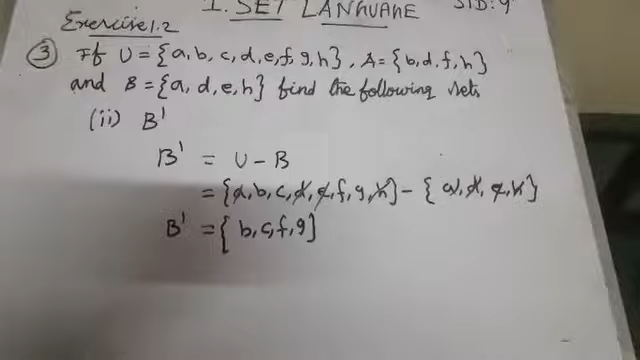 1. SET LANGUAGE STD: 9
Exercise 1.2
③ If U = {a, b, c, d, e, f, g, h}, A = {b, d, f, h}
and B = {a, d, e, h} find the following sets.
(ii) B'
B' = U - B
= {a, b, c, d, e, f, g, h} - {a, d, e, h}
B' = { b, c, f, g}